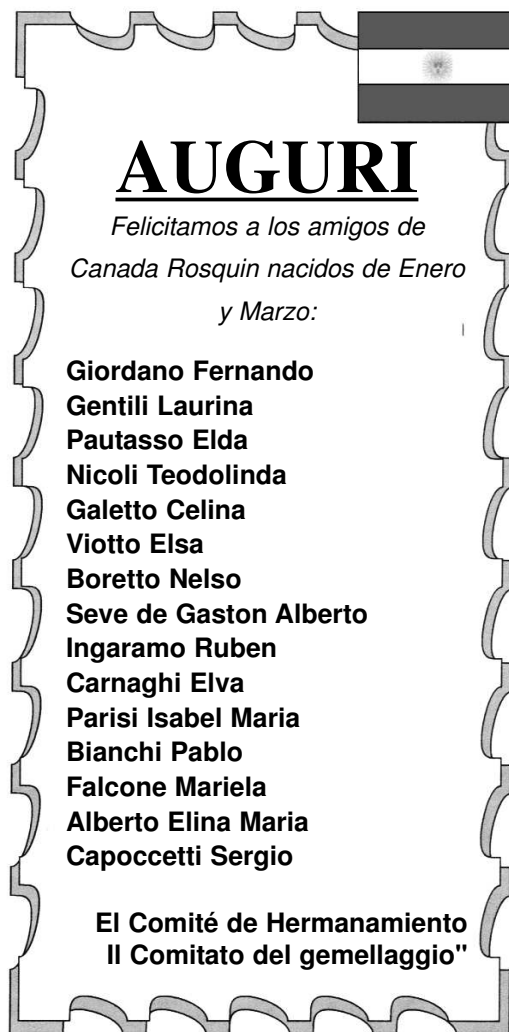 AUGURI
Felicitamos a los amigos de
Canada Rosquin nacidos de Enero
y Marzo:
Giordano Fernando
Gentili Laurina
Pautasso Elda
Nicoli Teodolinda
Galetto Celina
Viotto Elsa
Boretto Nelso
Seve de Gaston Alberto
Ingaramo Ruben
Carnaghi Elva
Parisi Isabel Maria
Bianchi Pablo
Falcone Mariela
Alberto Elina Maria
Capoccetti Sergio
El Comité de Hermanamiento
Il Comitato del gemellaggio"